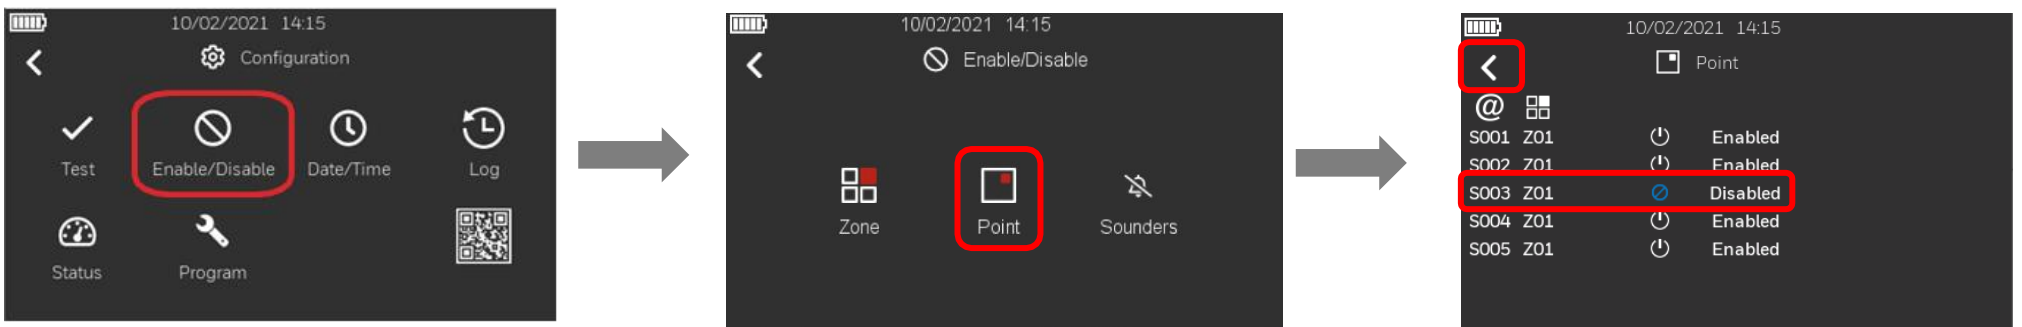 10/02/2021 14:15
Configuration
Test
Enable/Disable
Date/Time
Log
Status
Program
10/02/2021 14:15
Enable/Disable
Zone
Point
Sounders
10/02/2021 14:15
Point
@
S001 Z01 Enabled
S002 Z01 Enabled
S003 Z01 Disabled
S004 Z01 Enabled
S005 Z01 Enabled